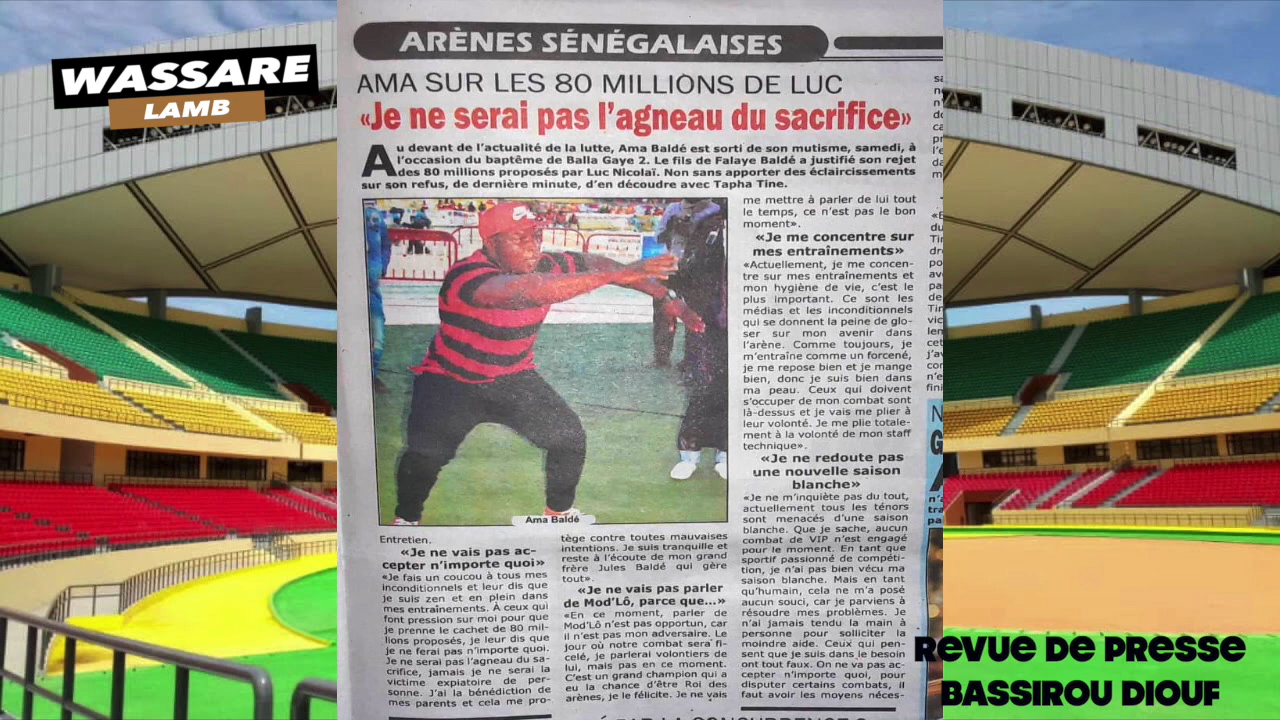 WASSARE
LAMB
ARÈNES SÉNÉGALAISES
AMA SUR LES 80 MILLIONS DE LUC
«Je ne serai pas l'agneau du sacrifice»
Au devant de l'actualité de la lutte, Ama Baldé est sorti de son mutisme, samedi, à
l'occasion du baptême de Balla Gaye 2. Le fils de Falaye Baldé a justifié son rejet
des 80 millions proposés par Luc Nicolaï. Non sans apporter des éclaircissements
sur son refus, de dernière minute, d'en découdre avec Tapha Tine.
Ama Baldé
Entretien.
«Je ne vais pas ac-
cepter n'importe quoi»
«Je fais un coucou à tous mes
inconditionnels et leur dis que
je suis zen et en plein dans
mes entraînements. À ceux qui
font pression sur moi pour que
je prenne le cachet de 80 mil-
lions proposés, je leur dis que
je ne ferai pas n'importe quoi.
Je ne serai pas l'agneau du sa-
crifice, jamais je ne serai la
victime expiatoire de per-
sonne. J'ai la bénédiction de
mes parents et cela me pro-
tège contre toutes mauvaises
intentions. Je suis tranquille et
reste à l'écoute de mon grand
frère Jules Baldé qui gère
tout».
«Je ne vais pas parler
de Mod'Lô, parce que...»
«En ce moment, parler de
Mod'Lô n'est pas opportun, car
il n'est pas mon adversaire. Le
jour où notre combat sera fi-
celé, je parlerai volontiers de
lui, mais pas en ce moment.
C'est un grand champion qui a
eu la chance d'être Roi des
arènes, je le félicite. Je ne vais
me mettre à parler de lui tout
le temps, ce n'est pas le bon
moment».
«Je me concentre sur
mes entraînements»
«Actuellement, je me concen-
tre sur mes entraînements et
mon hygiène de vie, c'est le
plus important. Ce sont les
médias et les inconditionnels
qui se donnent la peine de glo-
ser sur mon avenir dans
l'arène. Comme toujours, je
m'entraîne comme un forcené,
je me repose bien et je mange
bien, donc je suis bien dans
ma peau. Ceux qui doivent
s'occuper de mon combat sont
là-dessus et je vais me plier à
leur volonté. Je me plie totale-
ment à la volonté de mon staff
technique».
«Je ne redoute pas
une nouvelle saison
blanche»
«Je ne m'inquiète pas du tout,
actuellement tous les ténors
sont menacés d'une saison
blanche. Que je sache, aucun
combat de VIP n'est engagé
pour le moment. En tant que
sportif passionné de compéti-
tion, je n'ai pas bien vécu ma
saison blanche. Mais en tant
qu'humain, cela ne m'a posé
aucun souci, car je parviens à
résoudre mes problèmes. Je
n'ai jamais tendu la main à
personne pour solliciter la
moindre aide. Ceux qui pen-
sent que je suis dans le besoin
ont tout faux. On ne va pas ac-
cepter n'importe quoi, pour
disputer certains combats, il
faut avoir les moyens néces-
Revue de presse
BASSIROU DIOUF